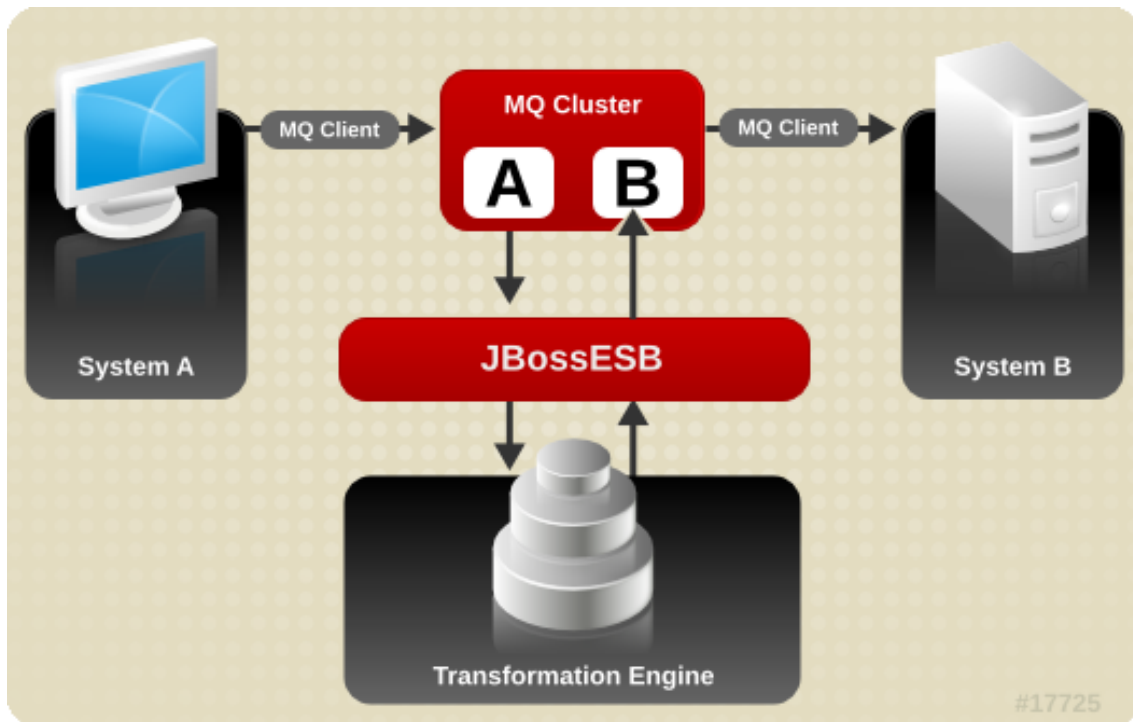 MQ Cluster
MQ Client
MQ Client
A
B
JBossESB
System A
System B
Transformation Engine
#17725